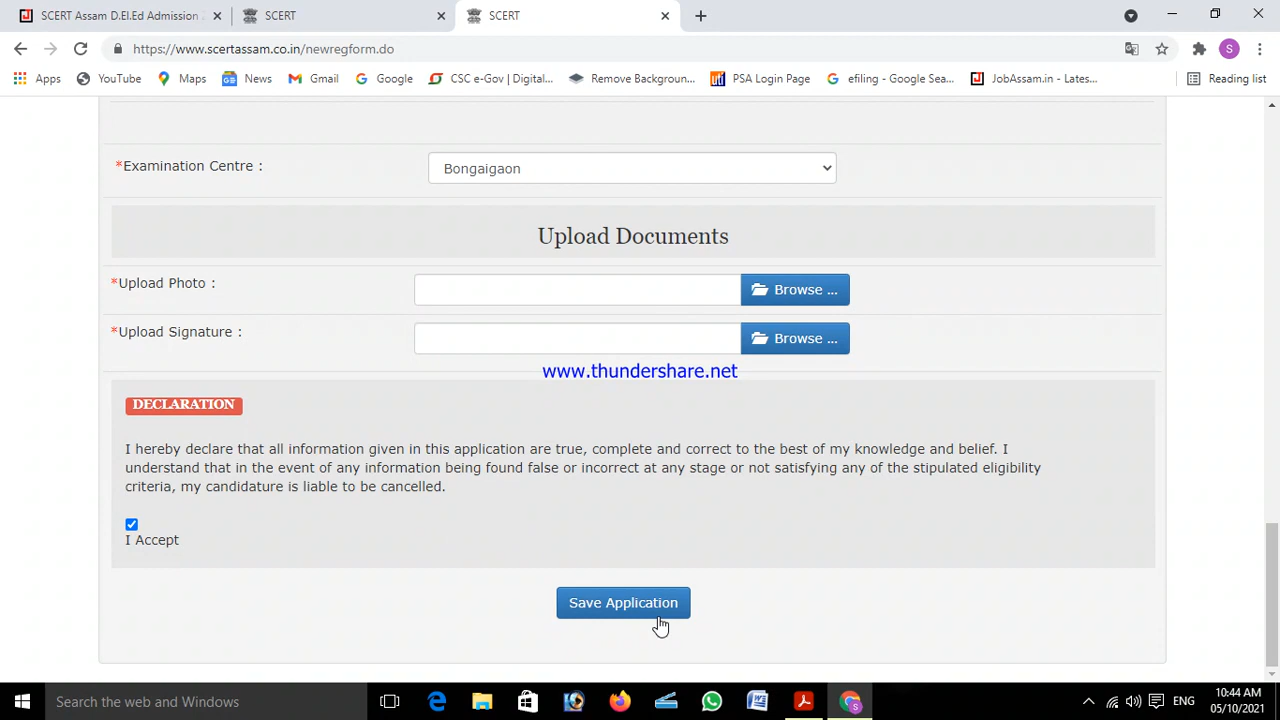 SCERT Assam D.El.Ed Admission 2
SCERT
SCERT
https://www.scertassam.co.in/newregform.do
S
Apps
YouTube
Maps
News
Gmail
Google
CSC e-Gov | Digital...
Remove Backgroun...
PSA Login Page
efiling - Google Sea...
JobAssam.in - Lates...
Reading list
*Examination Centre :
Bongaigaon
Upload Documents
*Upload Photo :
Browse ...
*Upload Signature :
Browse ...
www.thundershare.net
DECLARATION
I hereby declare that all information given in this application are true, complete and correct to the best of my knowledge and belief. I
understand that in the event of any information being found false or incorrect at any stage or not satisfying any of the stipulated eligibility
criteria, my candidature is liable to be cancelled.
I Accept
Save Application
Search the web and Windows
ENG
10:44 AM
05/10/2021